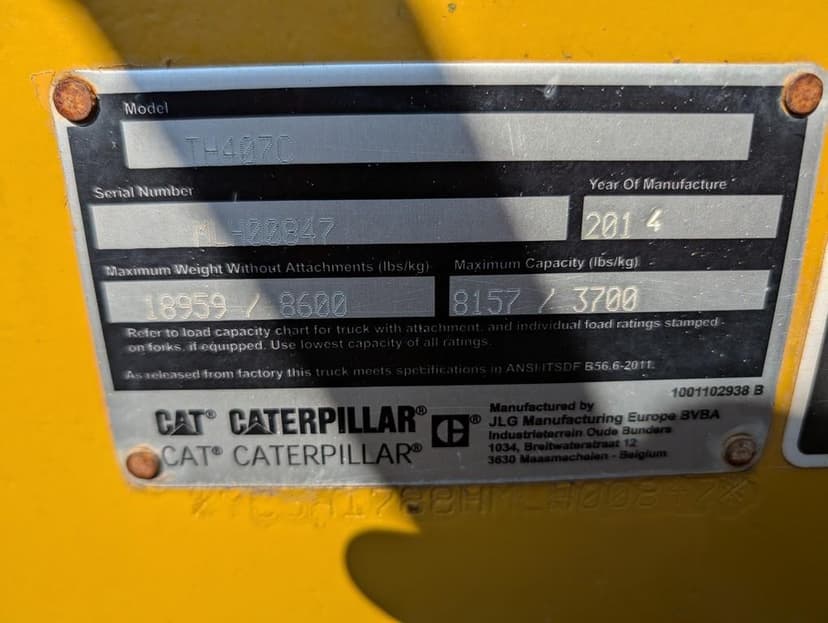 Model
TH407C
Serial Number
Year Of Manufacture
MLH00847
2014
Maximum Weight Without Attachments (lbs/kg)
Maximum Capacity (lbs/kg)
18959 / 8600
8157 / 3700
Refer to load capacity chart for truck with attachment, and individual load ratings stamped
on forks, if equipped. Use lowest capacity of all ratings.
As released from factory this truck meets specifications in ANSI/ITSDF B56.6-2011.
1001102938 B
CAT® CATERPILLAR® ®
CAT® CATERPILLAR®
Manufactured by
JLG Manufacturing Europe BVBA
Industrieterrein Oude Bunders
1034, Breitwaterstraat 12
3630 Maasmechelen - Belgium